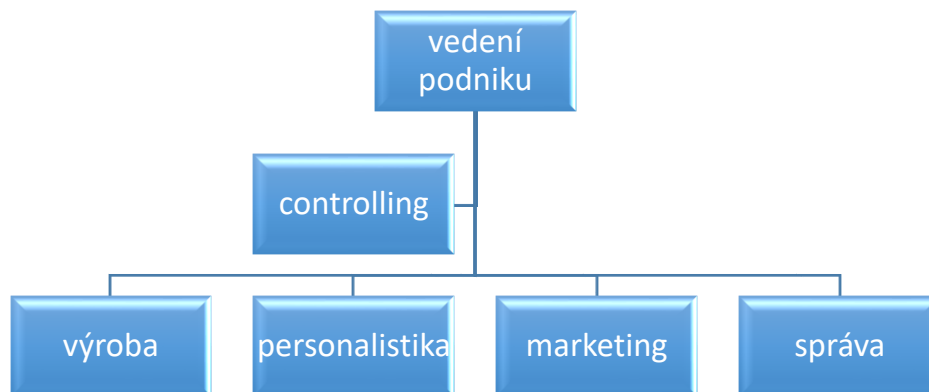 vedení
podniku
controlling
výroba
personalistika
marketing
správa